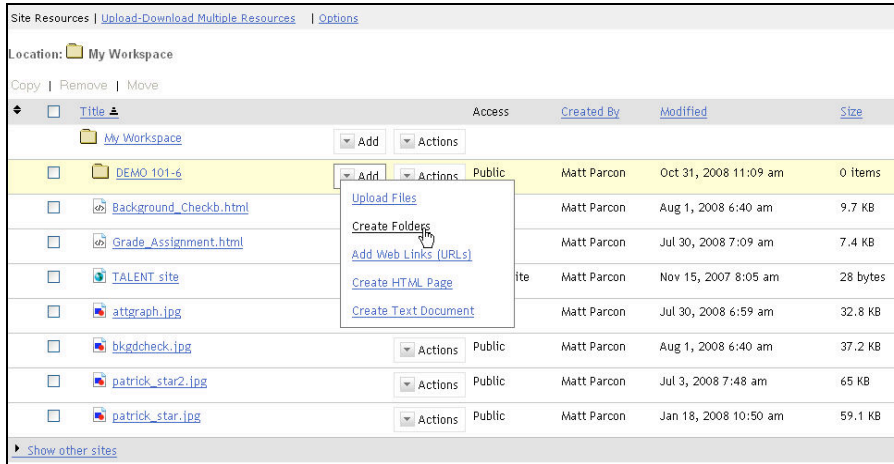 Site Resources | Upload-Download Multiple Resources | Options
Location: My Workspace
Copy | Remove | Move
Title Access Created By Modified Size
My Workspace Add Actions
DEMO 101-6 Add Actions Public Matt Parcon Oct 31, 2008 11:09 am 0 items
Upload Files
Background_Checkb.html Matt Parcon Aug 1, 2008 6:40 am 9.7 KB
Create Folders
Grade_Assignment.html Matt Parcon Jul 30, 2008 7:09 am 7.4 KB
Add Web Links (URLs)
TALENT site ite Matt Parcon Nov 15, 2007 8:05 am 28 bytes
Create HTML Page
attgraph.jpg Matt Parcon Jul 30, 2008 6:59 am 32.8 KB
Create Text Document
bkgdcheck.jpg Actions Public Matt Parcon Aug 1, 2008 6:40 am 37.2 KB
patrick_star2.jpg Actions Public Matt Parcon Jul 3, 2008 7:48 am 65 KB
patrick_star.jpg Actions Public Matt Parcon Jan 18, 2008 10:50 am 59.1 KB
Show other sites